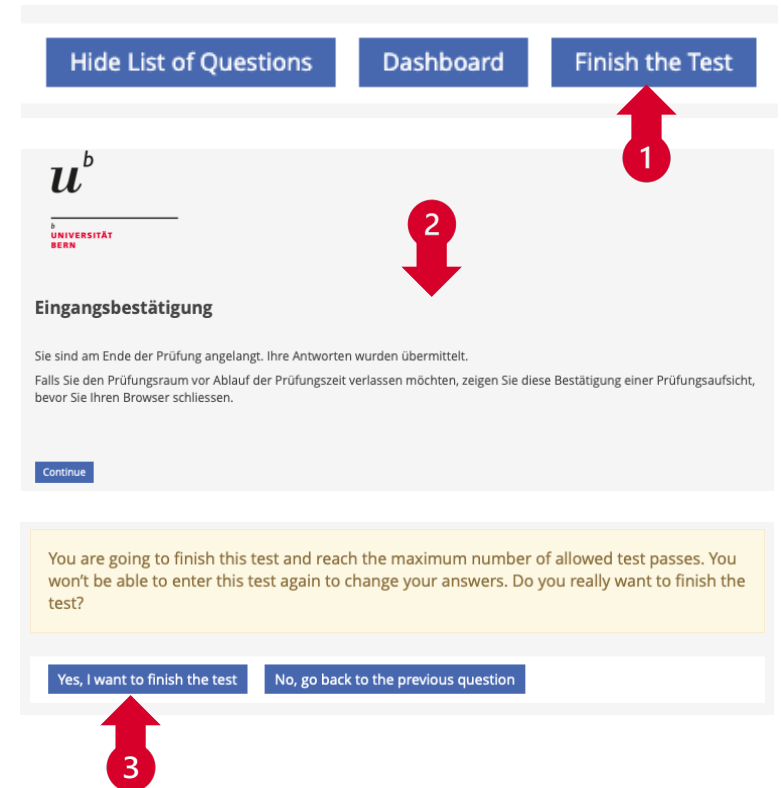 Hide List of Questions Dashboard Finish the Test
1
u b
2
b
UNIVERSITÄT
BERN
Eingangsbestätigung
Sie sind am Ende der Prüfung angelangt. Ihre Antworten wurden übermittelt.
Falls Sie den Prüfungsraum vor Ablauf der Prüfungszeit verlassen möchten, zeigen Sie diese Bestätigung einer Prüfungsaufsicht,
bevor Sie Ihren Browser schliessen.
Continue
You are going to finish this test and reach the maximum number of allowed test passes. You
won't be able to enter this test again to change your answers. Do you really want to finish the
test?
Yes, I want to finish the test No, go back to the previous question
3